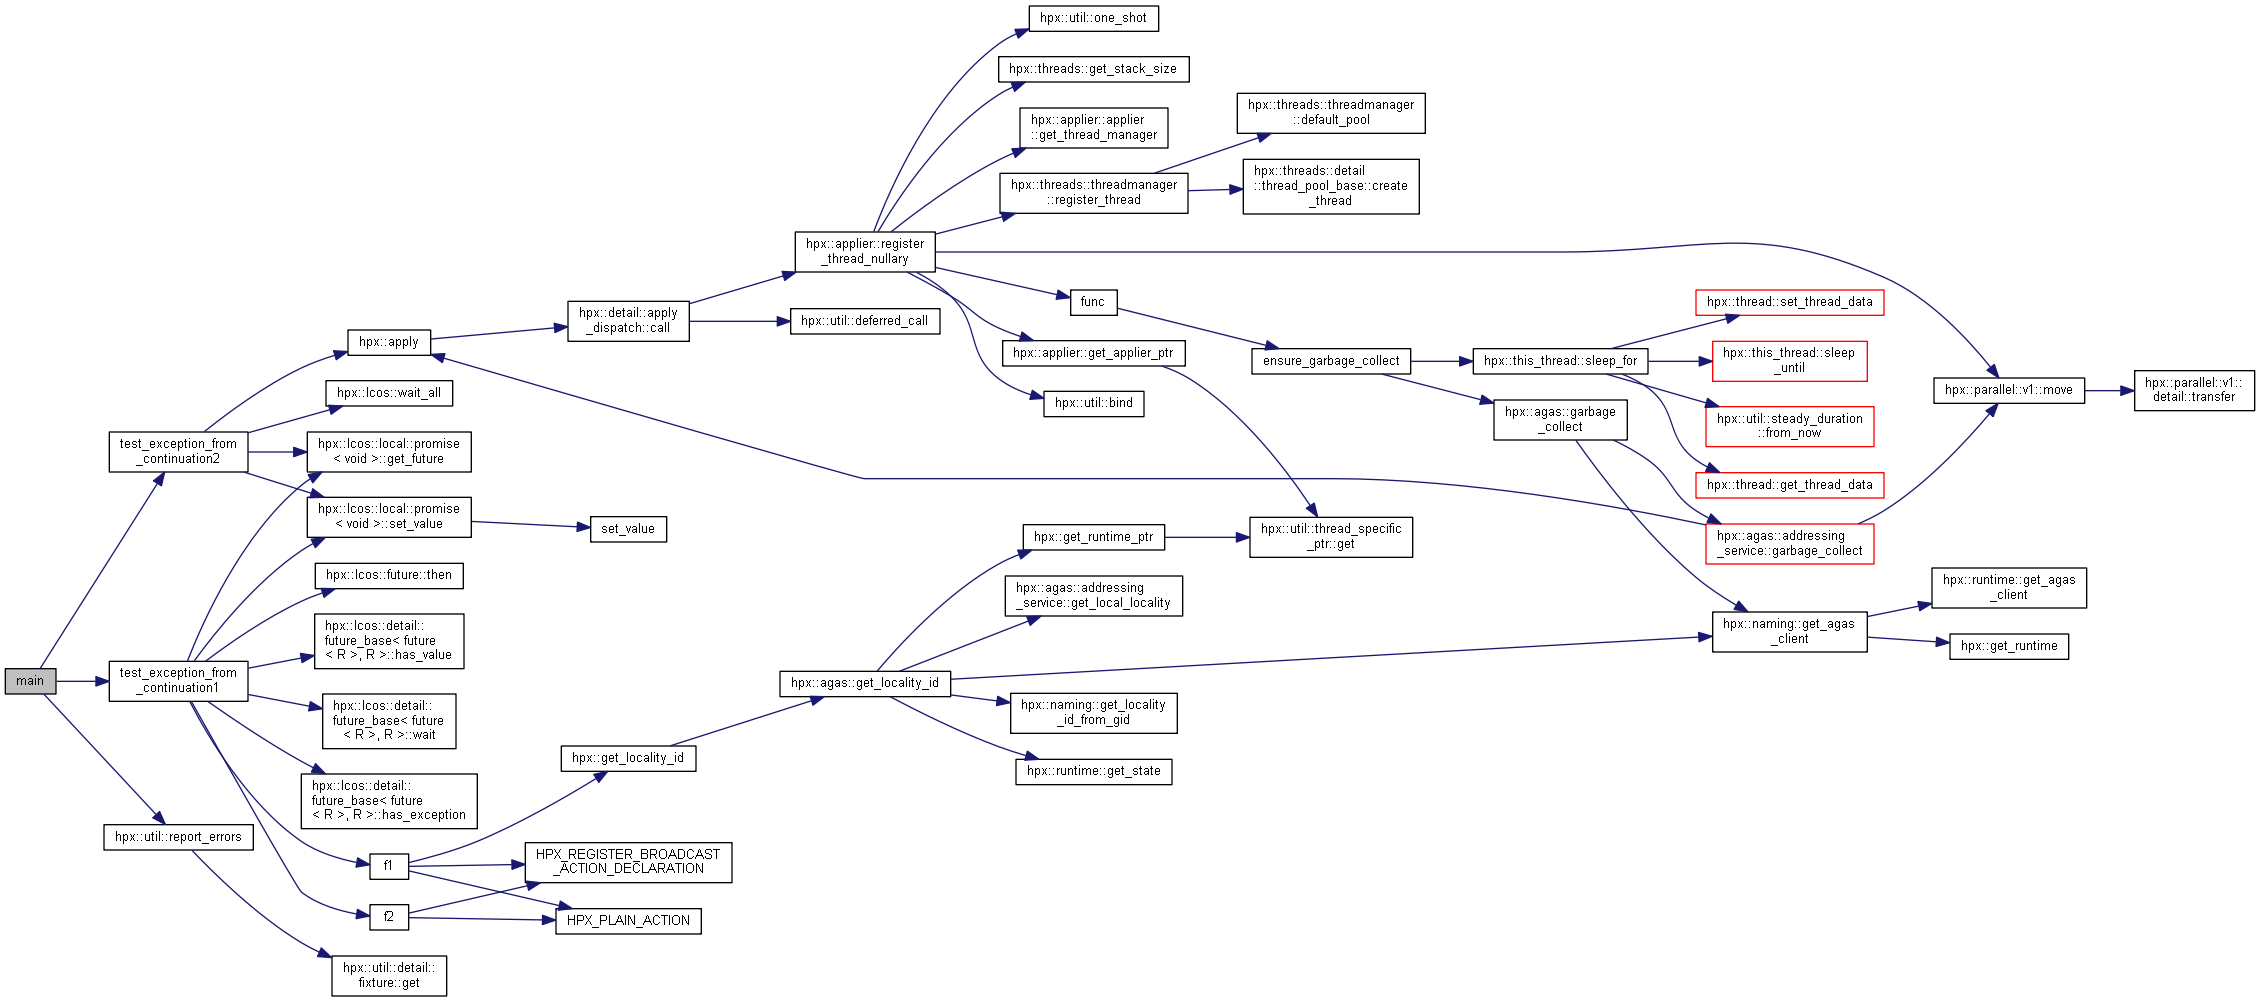 main
test_exception_from
_continuation2
test_exception_from
_continuation1
hpx::util::report_errors
hpx::apply
hpx::lcos::wait_all
hpx::lcos::local::promise
< void >::get_future
hpx::lcos::local::promise
< void >::set_value
hpx::lcos::future::then
hpx::lcos::detail::
future_base< future
< R >, R >::has_value
hpx::lcos::detail::
future_base< future
< R >, R >::wait
hpx::lcos::detail::
future_base< future
< R >, R >::has_exception
f1
f2
hpx::util::detail::
fixture::get
hpx::detail::apply
_dispatch::call
set_value
hpx::get_locality_id
HPX_REGISTER_BROADCAST
_ACTION_DECLARATION
HPX_PLAIN_ACTION
hpx::applier::register
_thread_nullary
hpx::util::deferred_call
hpx::agas::get_locality_id
hpx::util::one_shot
hpx::threads::get_stack_size
hpx::applier::applier
::get_thread_manager
hpx::threads::threadmanager
::register_thread
func
hpx::applier::get_applier_ptr
hpx::util::bind
hpx::get_runtime_ptr
hpx::agas::addressing
_service::get_local_locality
hpx::naming::get_locality
_id_from_gid
hpx::runtime::get_state
hpx::threads::threadmanager
::default_pool
hpx::threads::detail
::thread_pool_base::create
_thread
ensure_garbage_collect
hpx::util::thread_specific
_ptr::get
hpx::this_thread::sleep_for
hpx::agas::garbage
_collect
hpx::thread::set_thread_data
hpx::this_thread::sleep
_until
hpx::util::steady_duration
::from_now
hpx::thread::get_thread_data
hpx::agas::addressing
_service::garbage_collect
hpx::naming::get_agas
_client
hpx::parallel::v1::move
hpx::runtime::get_agas
_client
hpx::get_runtime
hpx::parallel::v1::
detail::transfer